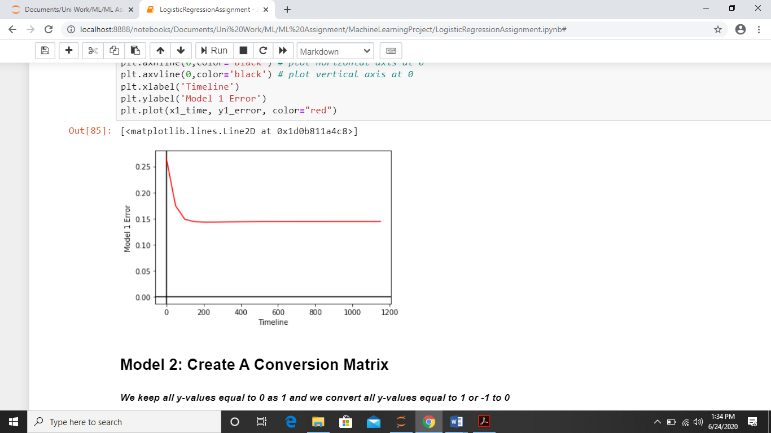 Documents/Uni Work/ML/ML As
LogisticRegressionAssignment -
localhost:8888/notebooks/Documents/Uni%20Work/ML/ML%20Assignment/MachineLearningProject/LogisticRegressionAssignment.ipynb#
Run
Markdown
plt.axhline(0,color='black') # plot horizontal axis at 0
plt.axvline(0,color='black') # plot vertical axis at 0
plt.xlabel('Timeline')
plt.ylabel('Model 1 Error')
plt.plot(x1_time, y1_error, color="red")
Out[85]: [<matplotlib.lines.Line2D at 0x1d0b811a4c8>]
0.25
0.20
0.15
0.10
0.05
0.00
Model 1 Error
0 200 400 600 800 1000 1200
Timeline
Model 2: Create A Conversion Matrix
We keep all y-values equal to 0 as 1 and we convert all y-values equal to 1 or -1 to 0
Type here to search
1:34 PM
6/24/2020